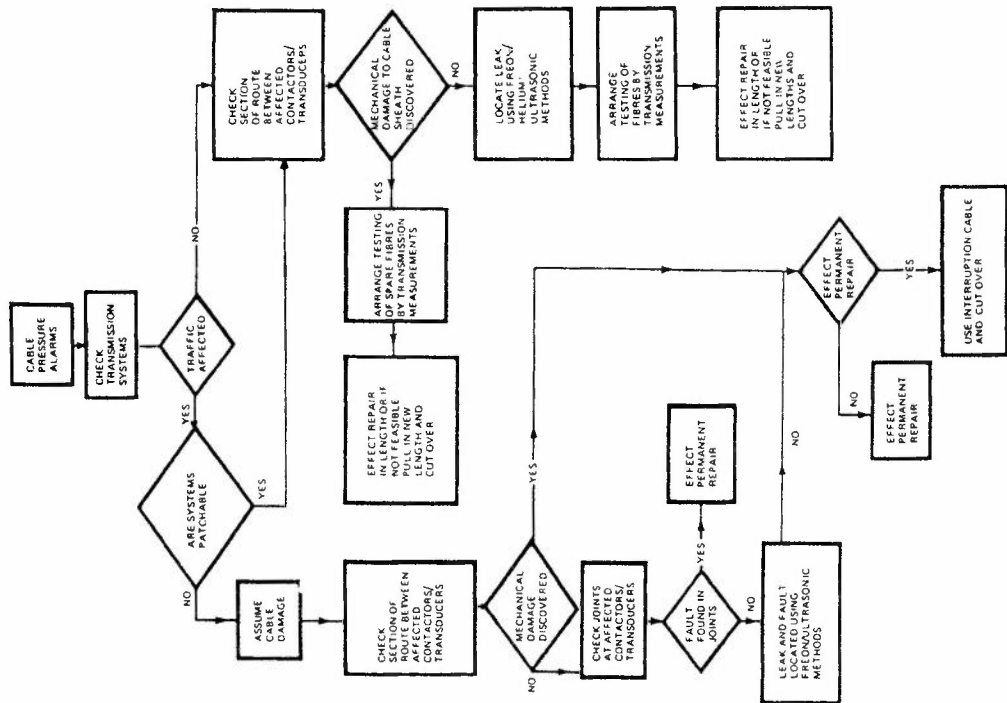 CABLE
PRESSURE
ALARMS
CHECK
TRANSMISSION
SYSTEMS
TRAFFIC
AFFECTED
YES
NO
ARE SYSTEMS
PATCHABLE
YES
NO
CHECK
SECTION
OF ROUTE
BETWEEN
AFFECTED
CONTACTORS/
TRANSDUCERS
MECHANICAL
DAMAGE TO CABLE
SHEATH
DISCOVERED
YES
NO
ARRANGE TESTING
OF SPARE FIBRES
BY TRANSMISSION
MEASUREMENTS
EFFECT REPAIR
IN LENGTH OR IF
NOT FEASIBLE
PULL IN NEW
LENGTH AND
CUT OVER
LOCATE LEAK
USING FREON/
HELIUM/
ULTRASONIC
METHODS
ARRANGE
TESTING OF
FIBRES BY
TRANSMISSION
MEASUREMENTS
EFFECT REPAIR
IN LENGTH OF
IF NOT FEASIBLE
PULL IN NEW
LENGTHS AND
CUT OVER
ASSUME
CABLE
DAMAGE
CHECK
SECTION OF
ROUTE BETWEEN
AFFECTED
CONTACTORS/
TRANSDUCERS
MECHANICAL
DAMAGE
DISCOVERED
YES
NO
CHECK JOINTS
AT AFFECTED
CONTACTORS/
TRANSDUCERS
FAULT
FOUND IN
JOINTS
YES
EFFECT
PERMANENT
REPAIR
NO
LEAK AND FAULT
LOCATED USING
FREON/ULTRASONIC
METHODS
NO
EFFECT
PERMANENT
REPAIR
NO
EFFECT
PERMANENT
REPAIR
YES
USE INTERRUPTION CABLE
AND CUT OVER